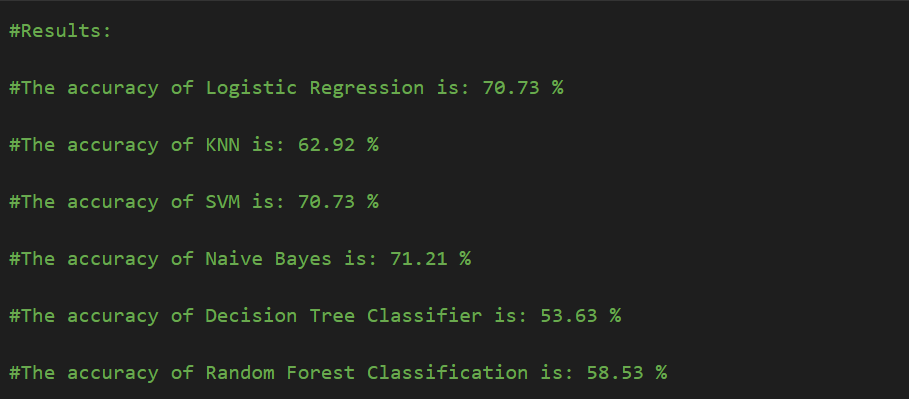 #Results:
#The accuracy of Logistic Regression is: 70.73 %
#The accuracy of KNN is: 62.92 %
#The accuracy of SVM is: 70.73 %
#The accuracy of Naive Bayes is: 71.21 %
#The accuracy of Decision Tree Classifier is: 53.63 %
#The accuracy of Random Forest Classification is: 58.53 %